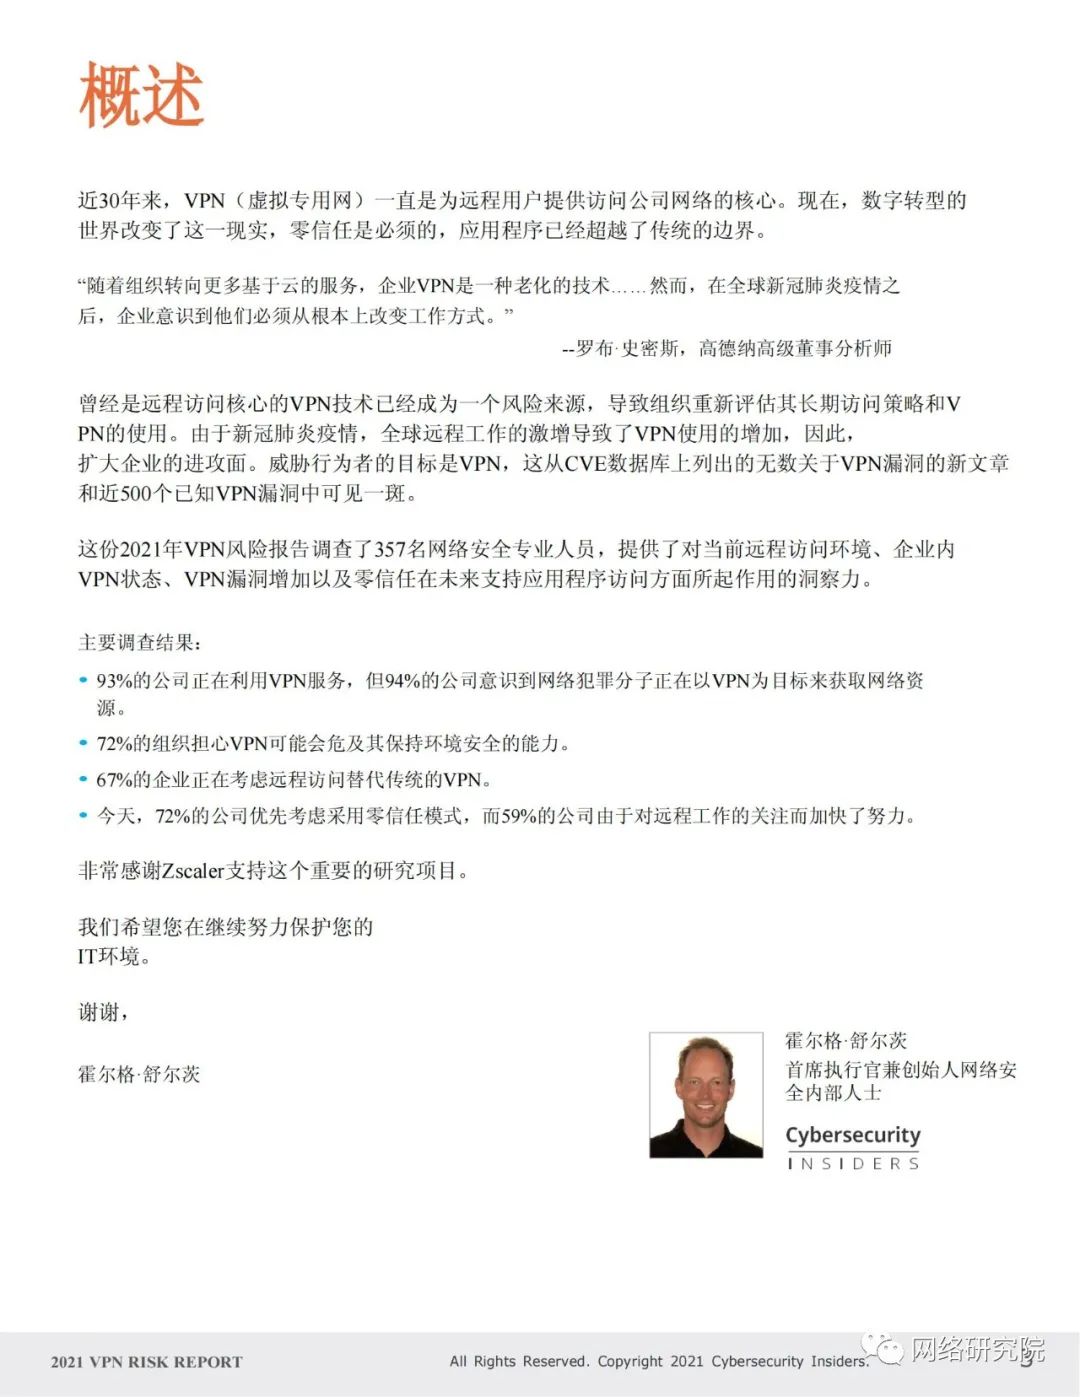 概述
近30年来，VPN（虚拟专用网）一直是为远程用户提供访问公司网络的核心。现在，数字转型的
世界改变了这一现实，零信任是必须的，应用程序已经超越了传统的边界。
“随着组织转向更多基于云的服务，企业VPN是一种老化的技术……然而，在全球新冠肺炎疫情之
后，企业意识到他们必须从根本上改变工作方式。”
--罗布·史密斯，高德纳高级董事分析师
曾经是远程访问核心的VPN技术已经成为一个风险来源，导致组织重新评估其长期访问策略和V
PN的使用。由于新冠肺炎疫情，全球远程工作的激增导致了VPN使用的增加，因此，
扩大企业的进攻面。威胁行为者的目标是VPN，这从CVE数据库上列出的无数关于VPN漏洞的新文章
和近500个已知VPN漏洞中可见一斑。
这份2021年VPN风险报告调查了357名网络安全专业人员，提供了对当前远程访问环境、企业内
VPN状态、VPN漏洞增加以及零信任在未来支持应用程序访问方面所起作用的洞察力。
主要调查结果：
• 93%的公司正在利用VPN服务，但94%的公司意识到网络犯罪分子正在以VPN为目标来获取网络资
源。
• 72%的组织担心VPN可能会危及其保持环境安全的能力。
• 67%的企业正在考虑远程访问替代传统的VPN。
• 今天，72%的公司优先考虑采用零信任模式，而59%的公司由于对远程工作的关注而加快了努力。
非常感谢Zscaler支持这个重要的研究项目。
我们希望您在继续努力保护您的
IT环境。
谢谢，
霍尔格·舒尔茨
霍尔格·舒尔茨
首席执行官兼创始人网络安
全内部人士
Cybersecurity
INSIDERS
2021 VPN RISK REPORT
All Rights Reserved. Copyright 2021 Cybersecurity Insiders.
网络研究院
3